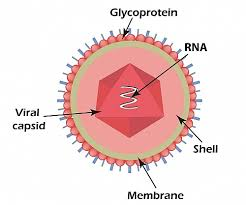 Glycoprotein
RNA
Viral
capsid
Shell
Membrane